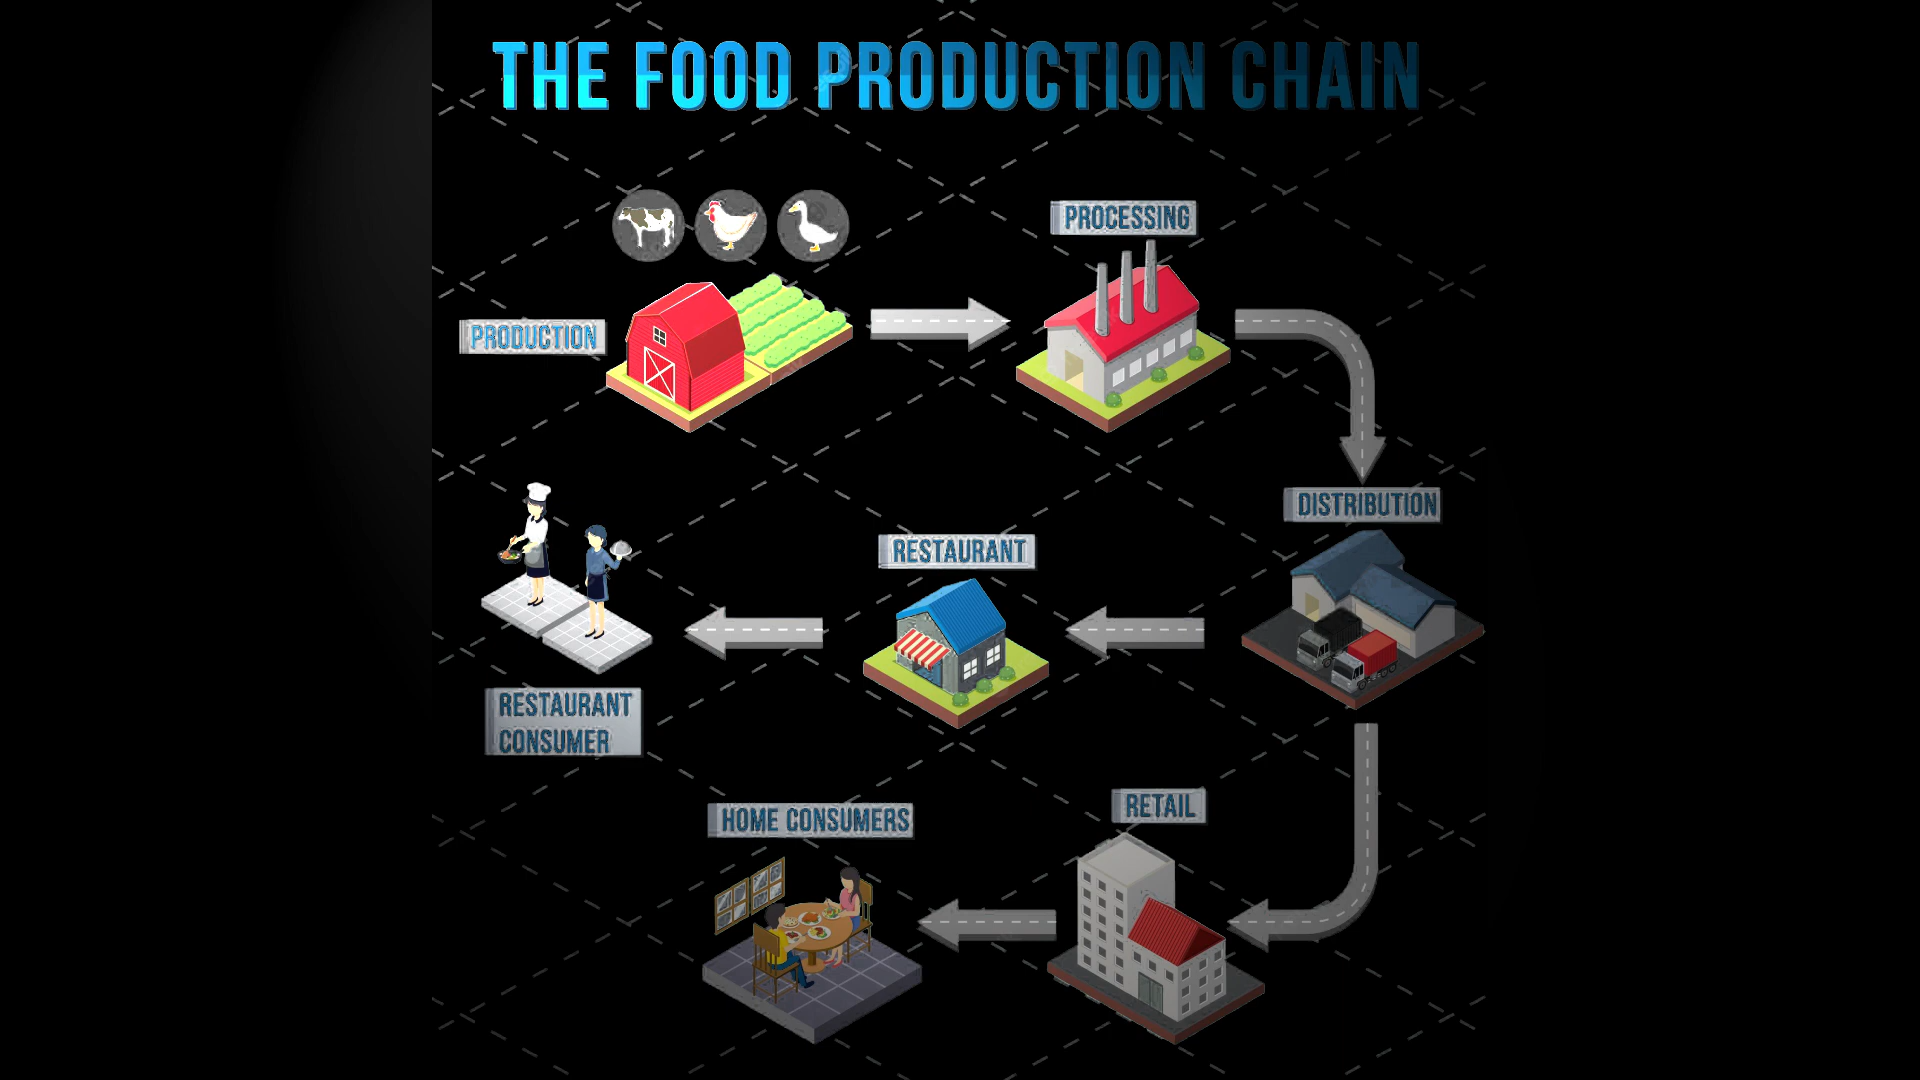 THE FOOD PRODUCTION CHAIN
PROCESSING
PRODUCTION
DISTRIBUTION
RESTAURANT
RESTAURANT
CONSUMER
RETAIL
HOME CONSUMERS